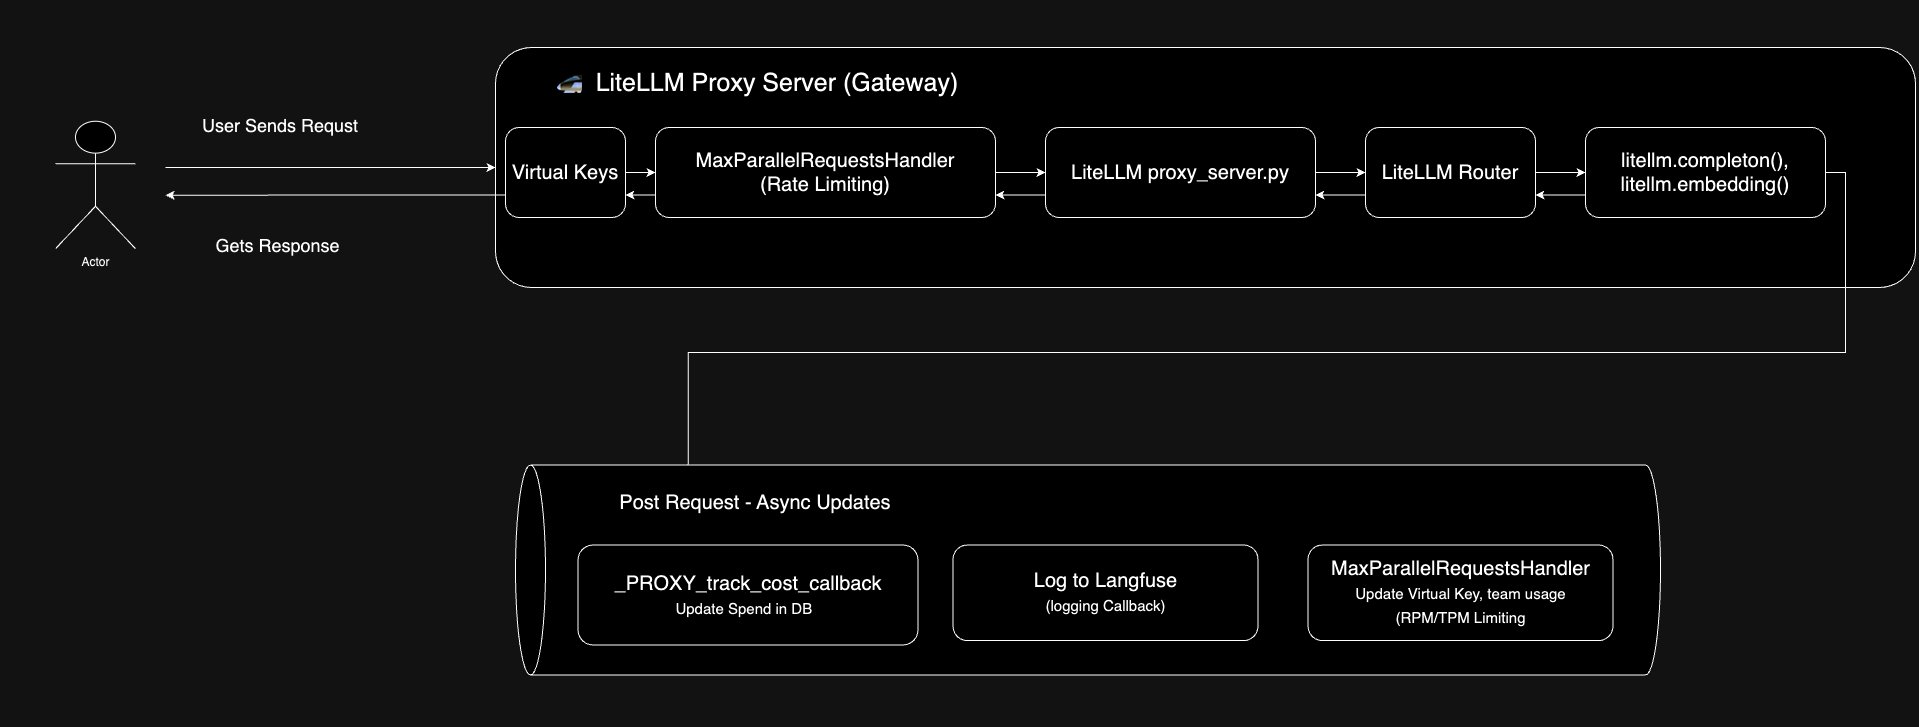 🚅 LiteLLM Proxy Server (Gateway)
User Sends Requst
Virtual Keys
MaxParallelRequestsHandler
(Rate Limiting)
LiteLLM proxy_server.py
LiteLLM Router
litellm.completon(),
litellm.embedding()
Gets Response
Actor
Post Request - Async Updates
_PROXY_track_cost_callback
Update Spend in DB
Log to Langfuse
(logging Callback)
MaxParallelRequestsHandler
Update Virtual Key, team usage
(RPM/TPM Limiting